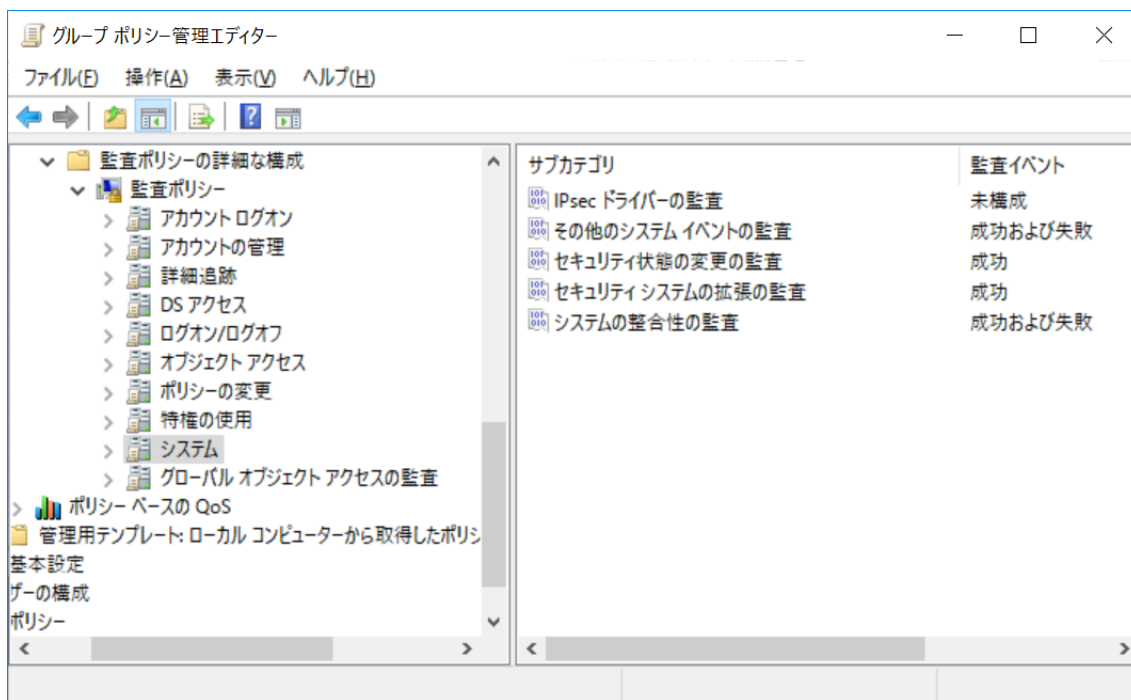 グループ ポリシー管理エディター
ファイル(F) 操作(A) 表示(V) ヘルプ(H)
監査ポリシーの詳細な構成
監査ポリシー
アカウント ログオン
アカウントの管理
詳細追跡
DS アクセス
ログオン/ログオフ
オブジェクト アクセス
ポリシーの変更
特権の使用
システム
グローバル オブジェクト アクセスの監査
ポリシー ベースの QoS
管理用テンプレート: ローカル コンピューターから取得したポリシ
基本設定
ザーの構成
ポリシー
サブカテゴリ 監査イベント
IPsec ドライバーの監査 未構成
その他のシステム イベントの監査 成功および失敗
セキュリティ状態の変更の監査 成功
セキュリティ システムの拡張の監査 成功
システムの整合性の監査 成功および失敗